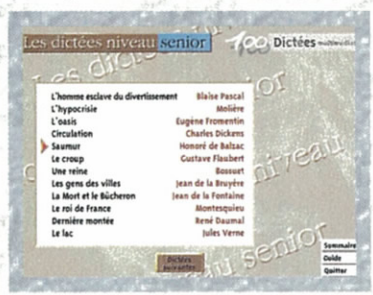 Les dictées niveau senior
100 Dictées multimedia
L'homme esclave du divertissement Blaise Pascal
L'hypocrisie Molière
L'oasis Eugène Fromentin
Circulation Charles Dickens
Saumur Honoré de Balzac
Le croup Gustave Flaubert
Une reine Bossuet
Les gens des villes Jean de la Bruyère
La Mort et le Bûcheron Jean de la Fontaine
Le roi de France Montesquieu
Dernière montée René Daumal
Le lac Jules Verne
Dictées
suivantes
Sommaire
Guide
Quitter